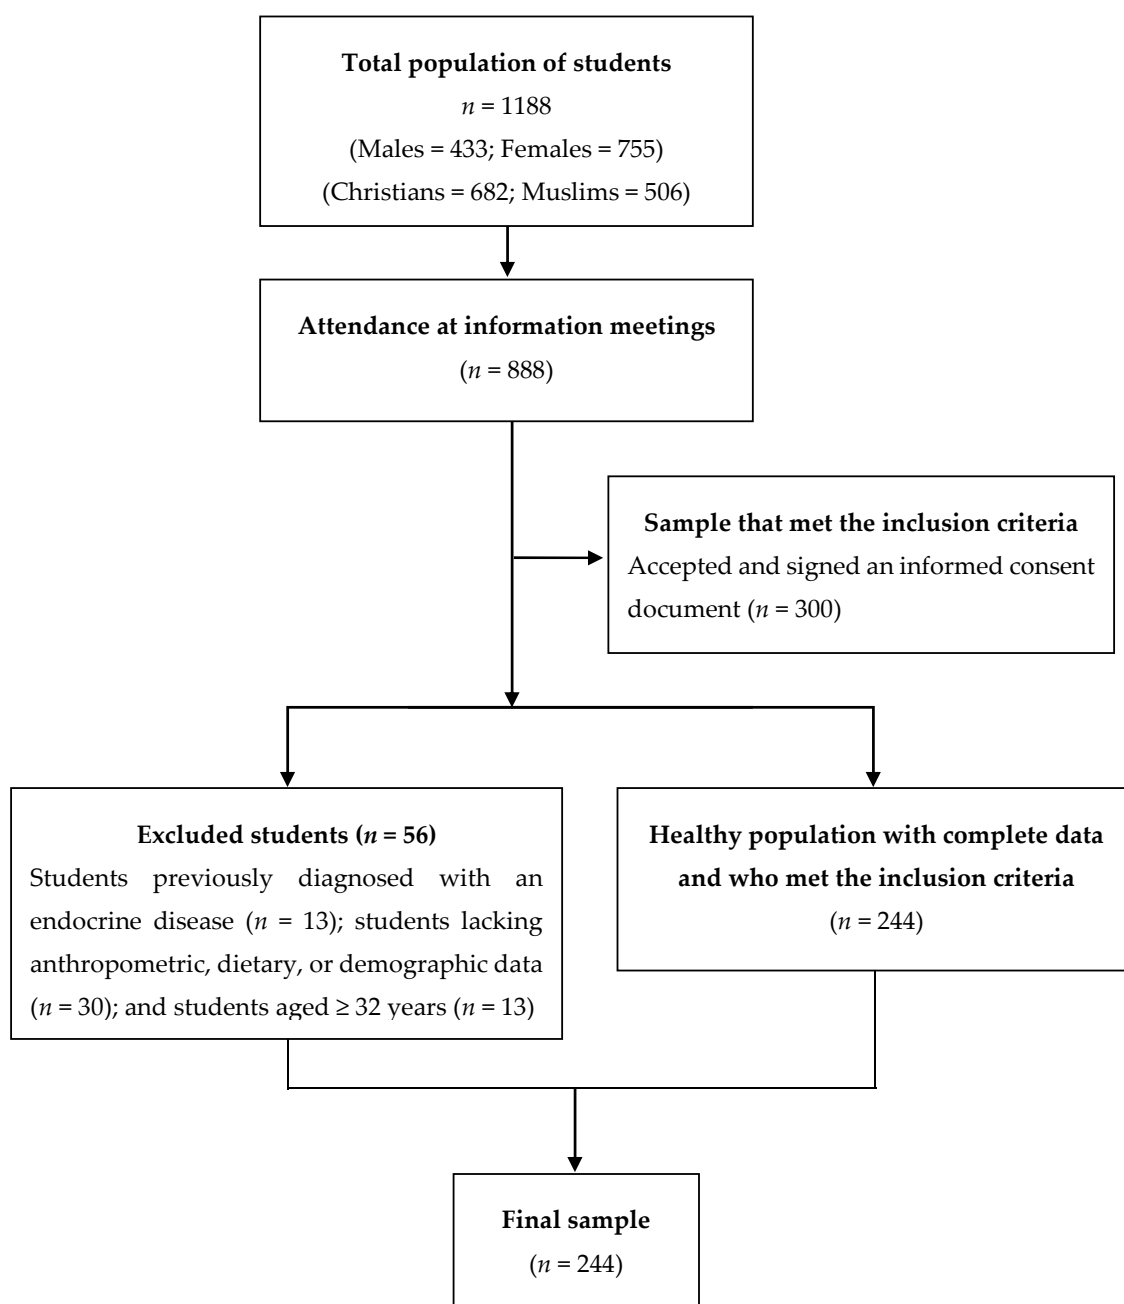 Total population of students
n = 1188
(Males = 433; Females = 755)
(Christians = 682; Muslims = 506)
Attendance at information meetings
(n = 888)
Sample that met the inclusion criteria
Accepted and signed an informed consent
document (n = 300)
Excluded students (n = 56)
Students previously diagnosed with an
endocrine disease (n = 13); students lacking
anthropometric, dietary, or demographic data
(n = 30); and students aged ≥ 32 years (n = 13)
Healthy population with complete data
and who met the inclusion criteria
(n = 244)
Final sample
(n = 244)